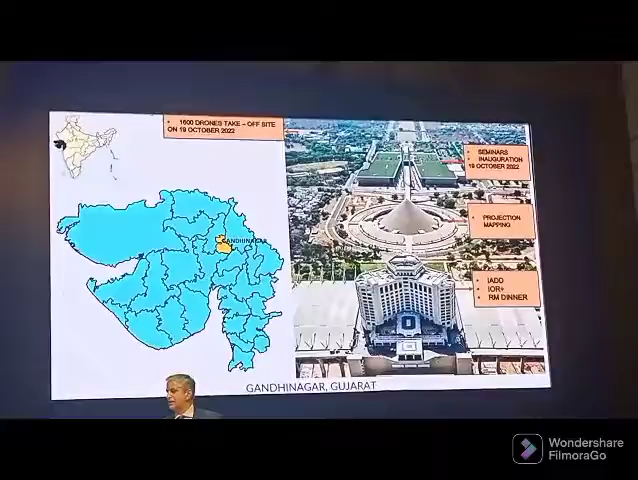 • 1600 DRONES TAKE – OFF SITE
ON 19 OCTOBER 2022
• SEMINARS
• INAUGURATION
19 OCTOBER 2022
• PROJECTION
MAPPING
• IADD
• IOR+
• RM DINNER
GANDHINAGAR
GANDHINAGAR, GUJARAT
Wondershare
FilmoraGo